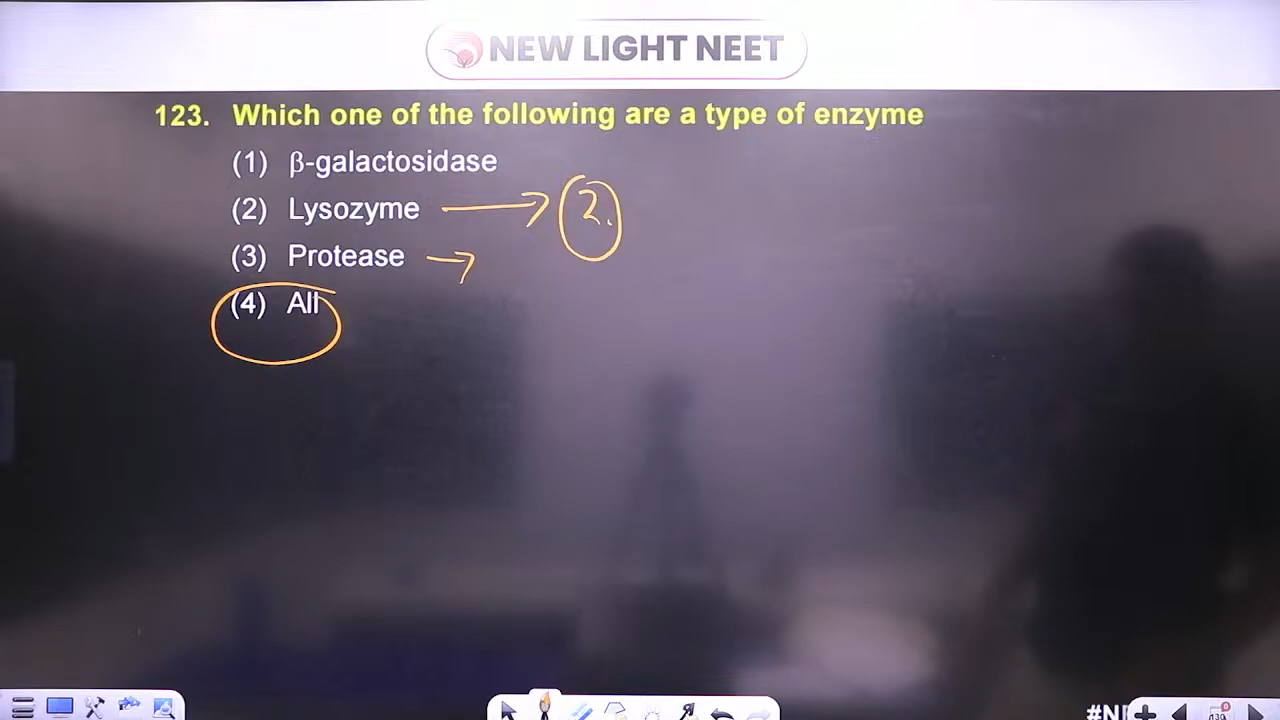 NEW LIGHT NEET
123. Which one of the following are a type of enzyme
(1) β-galactosidase
(2) Lysozyme
2.
(3) Protease
(4) All